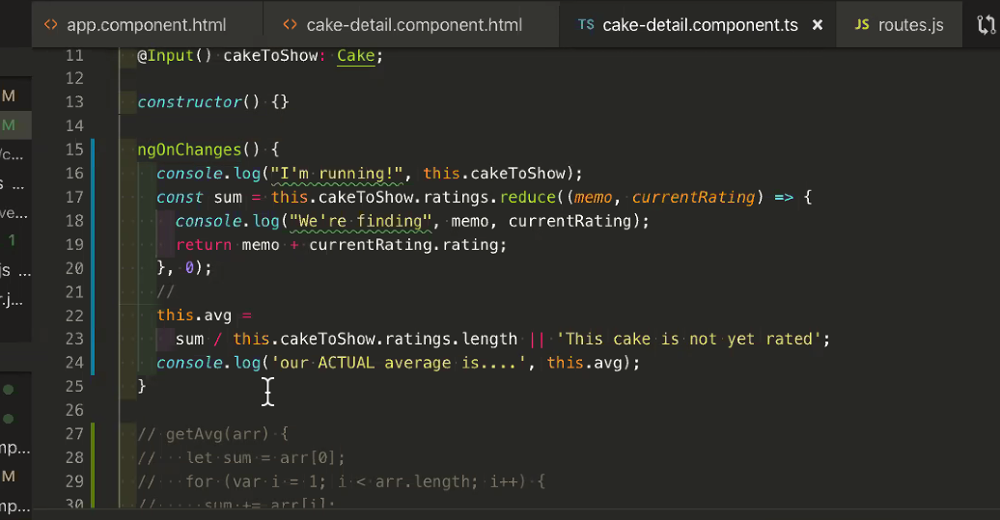 app.component.html
cake-detail.component.html
TS cake-detail.component.ts ×
JS routes.js
11 @Input() cakeToShow: Cake;
12
13 constructor() {}
14
15 ngOnChanges() {
16 console.log("I'm running!", this.cakeToShow);
17 const sum = this.cakeToShow.ratings.reduce((memo, currentRating) => {
18 console.log("We're finding", memo, currentRating);
19 return memo + currentRating.rating;
20 }, 0);
21 //
22 this.avg =
23 sum / this.cakeToShow.ratings.length || 'This cake is not yet rated';
24 console.log('our ACTUAL average is....', this.avg);
25 }
26
27 // getAvg(arr) {
28 // let sum = arr[0];
29 // for (var i = 1; i < arr.length; i++) {
30 // sum += arr[i];
M
M
/c...
s ...
ve...
1
js ...
r.j...
mp...
M
mp...